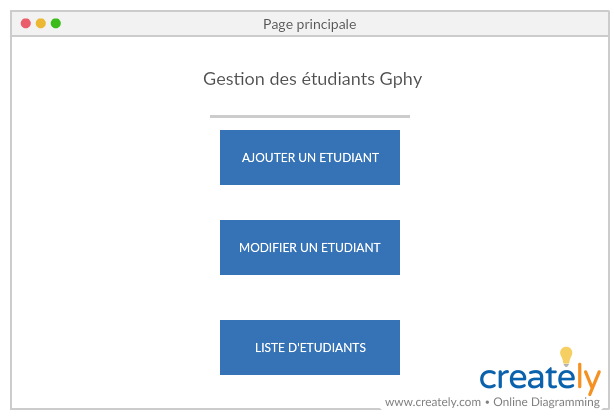 Page principale
Gestion des étudiants Gphy
AJOUTER UN ETUDIANT
MODIFIER UN ETUDIANT
LISTE D'ETUDIANTS
creately
www.creately.com • Online Diagramming